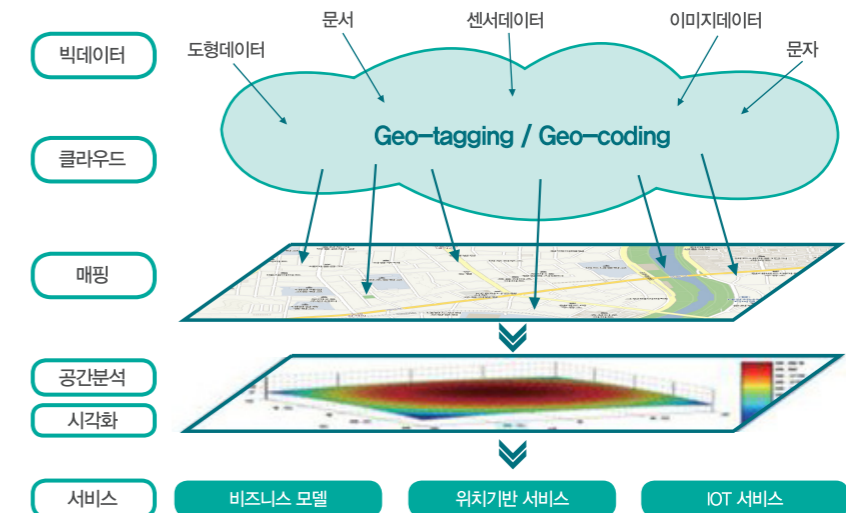 문서
센서데이터
이미지데이터
빅데이터
도형데이터
문자
Geo-tagging / Geo-coding
클라우드
매핑
공간분석
시각화
서비스
비즈니스 모델
위치기반 서비스
IOT 서비스